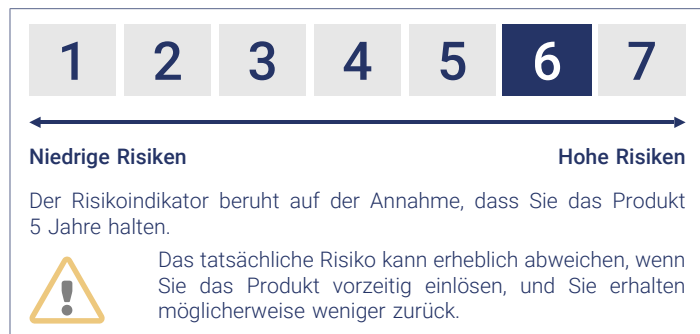 1 2 3 4 5 6 7
Niedrige Risiken Hohe Risiken
Der Risikoindikator beruht auf der Annahme, dass Sie das Produkt
5 Jahre halten.
Das tatsächliche Risiko kann erheblich abweichen, wenn
Sie das Produkt vorzeitig einlösen, und Sie erhalten
möglicherweise weniger zurück.